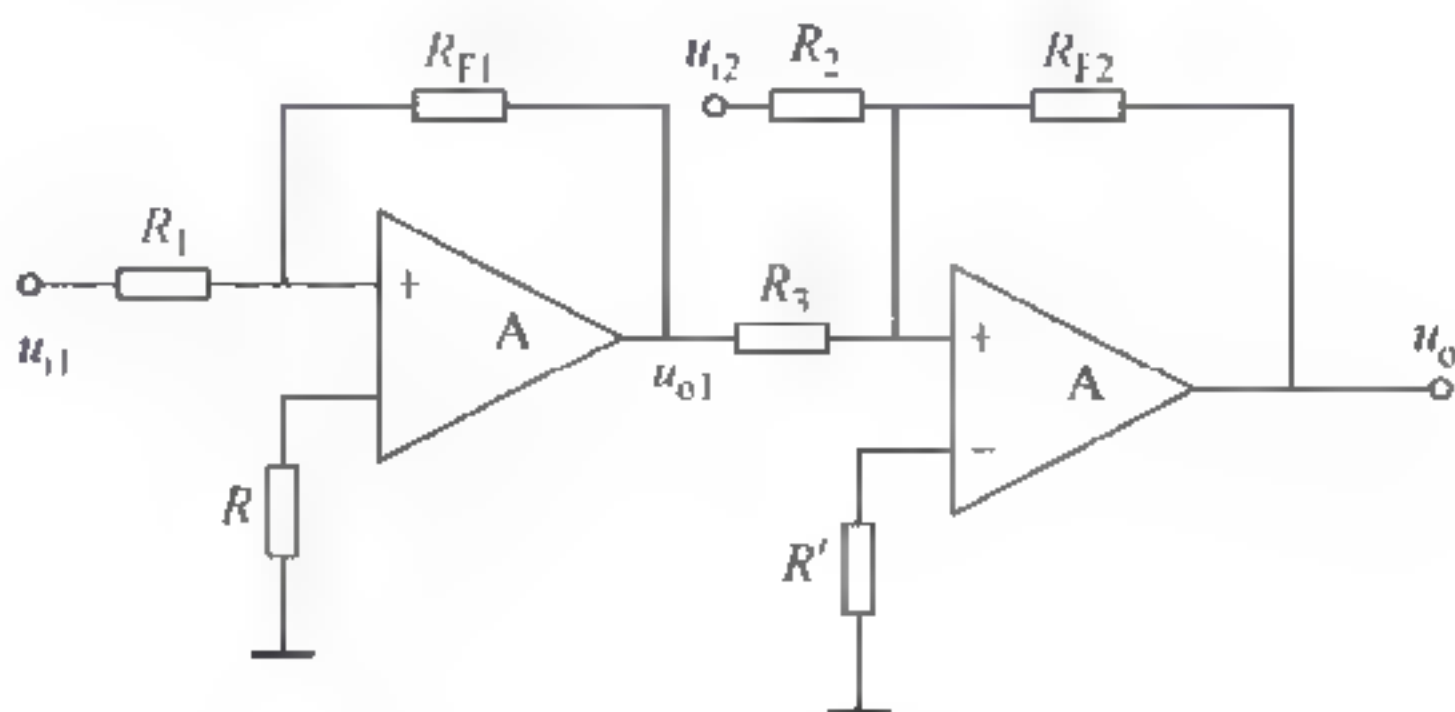 R_F1
u_i2
R_2
R_F2
R_1
+
A
R_3
+
A
u_o
u_i1
u_o1
−
R
R'